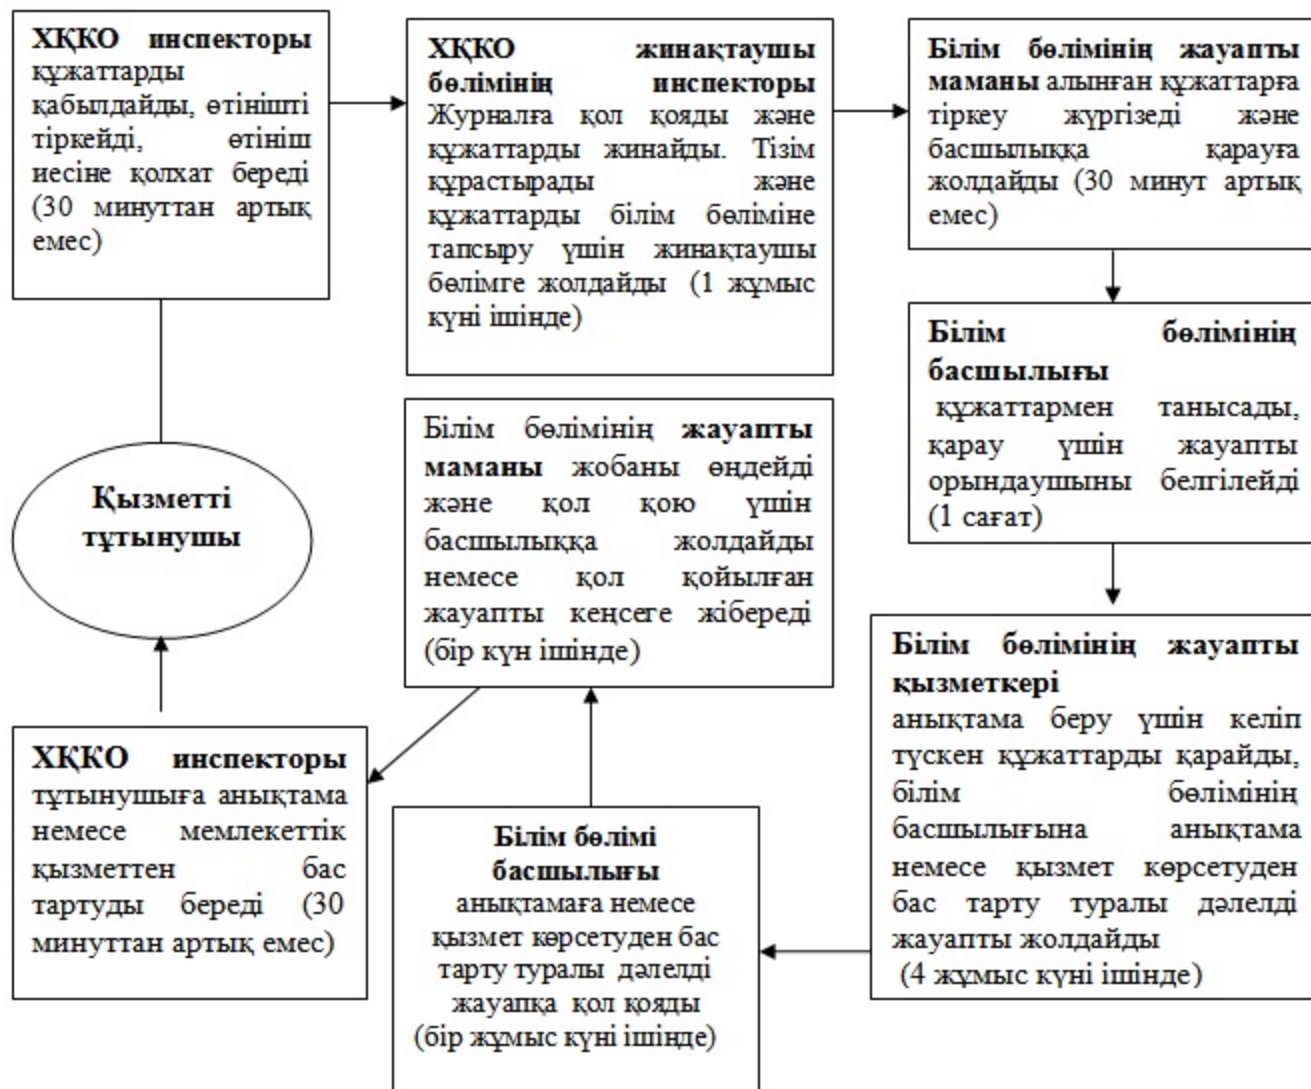 ХҚКО инспекторы
құжаттарды
қабылдайды, өтінішті
тіркейді, өтініш
иесіне қолхат береді
(30 минуттан артық
емес)
ХҚКО жинақтаушы
бөлімінің инспекторы
Журналға қол қояды және
құжаттарды жинайды. Тізім
құрастырады және
құжаттарды білім бөліміне
тапсыру үшін жинақтаушы
бөлімге жолдайды (1 жұмыс
күні ішінде)
Білім бөлімінің жауапты
маманы алынған құжаттарға
тіркеу жүргізеді және
басшылыққа қарауға
жолдайды (30 минут артық
емес)
Білім бөлімінің
басшылығы
құжаттармен танысады,
қарау үшін жауапты
орындаушыны белгілейді
(1 сағат)
Білім бөлімінің жауапты
қызметкері
анықтама беру үшін келіп
түскен құжаттарды қарайды,
білім бөлімінің
басшылығына анықтама
немесе қызмет көрсетуден
бас тарту туралы дәлелді
жауапты жолдайды
(4 жұмыс күні ішінде)
Білім бөлімі
басшылығы
анықтамаға немесе
қызмет көрсетуден бас
тарту туралы дәлелді
жауапқа қол қояды
(бір жұмыс күні ішінде)
Білім бөлімінің жауапты
маманы жобаны өңдейді
және қол қою үшін
басшылыққа жолдайды
немесе қол қойылған
жауапты кеңсеге жібереді
(бір күн ішінде)
ХҚКО инспекторы
тұтынушыға анықтама
немесе мемлекеттік
қызметтен бас
тартуды береді (30
минуттан артық емес)
Қызметті
тұтынушы